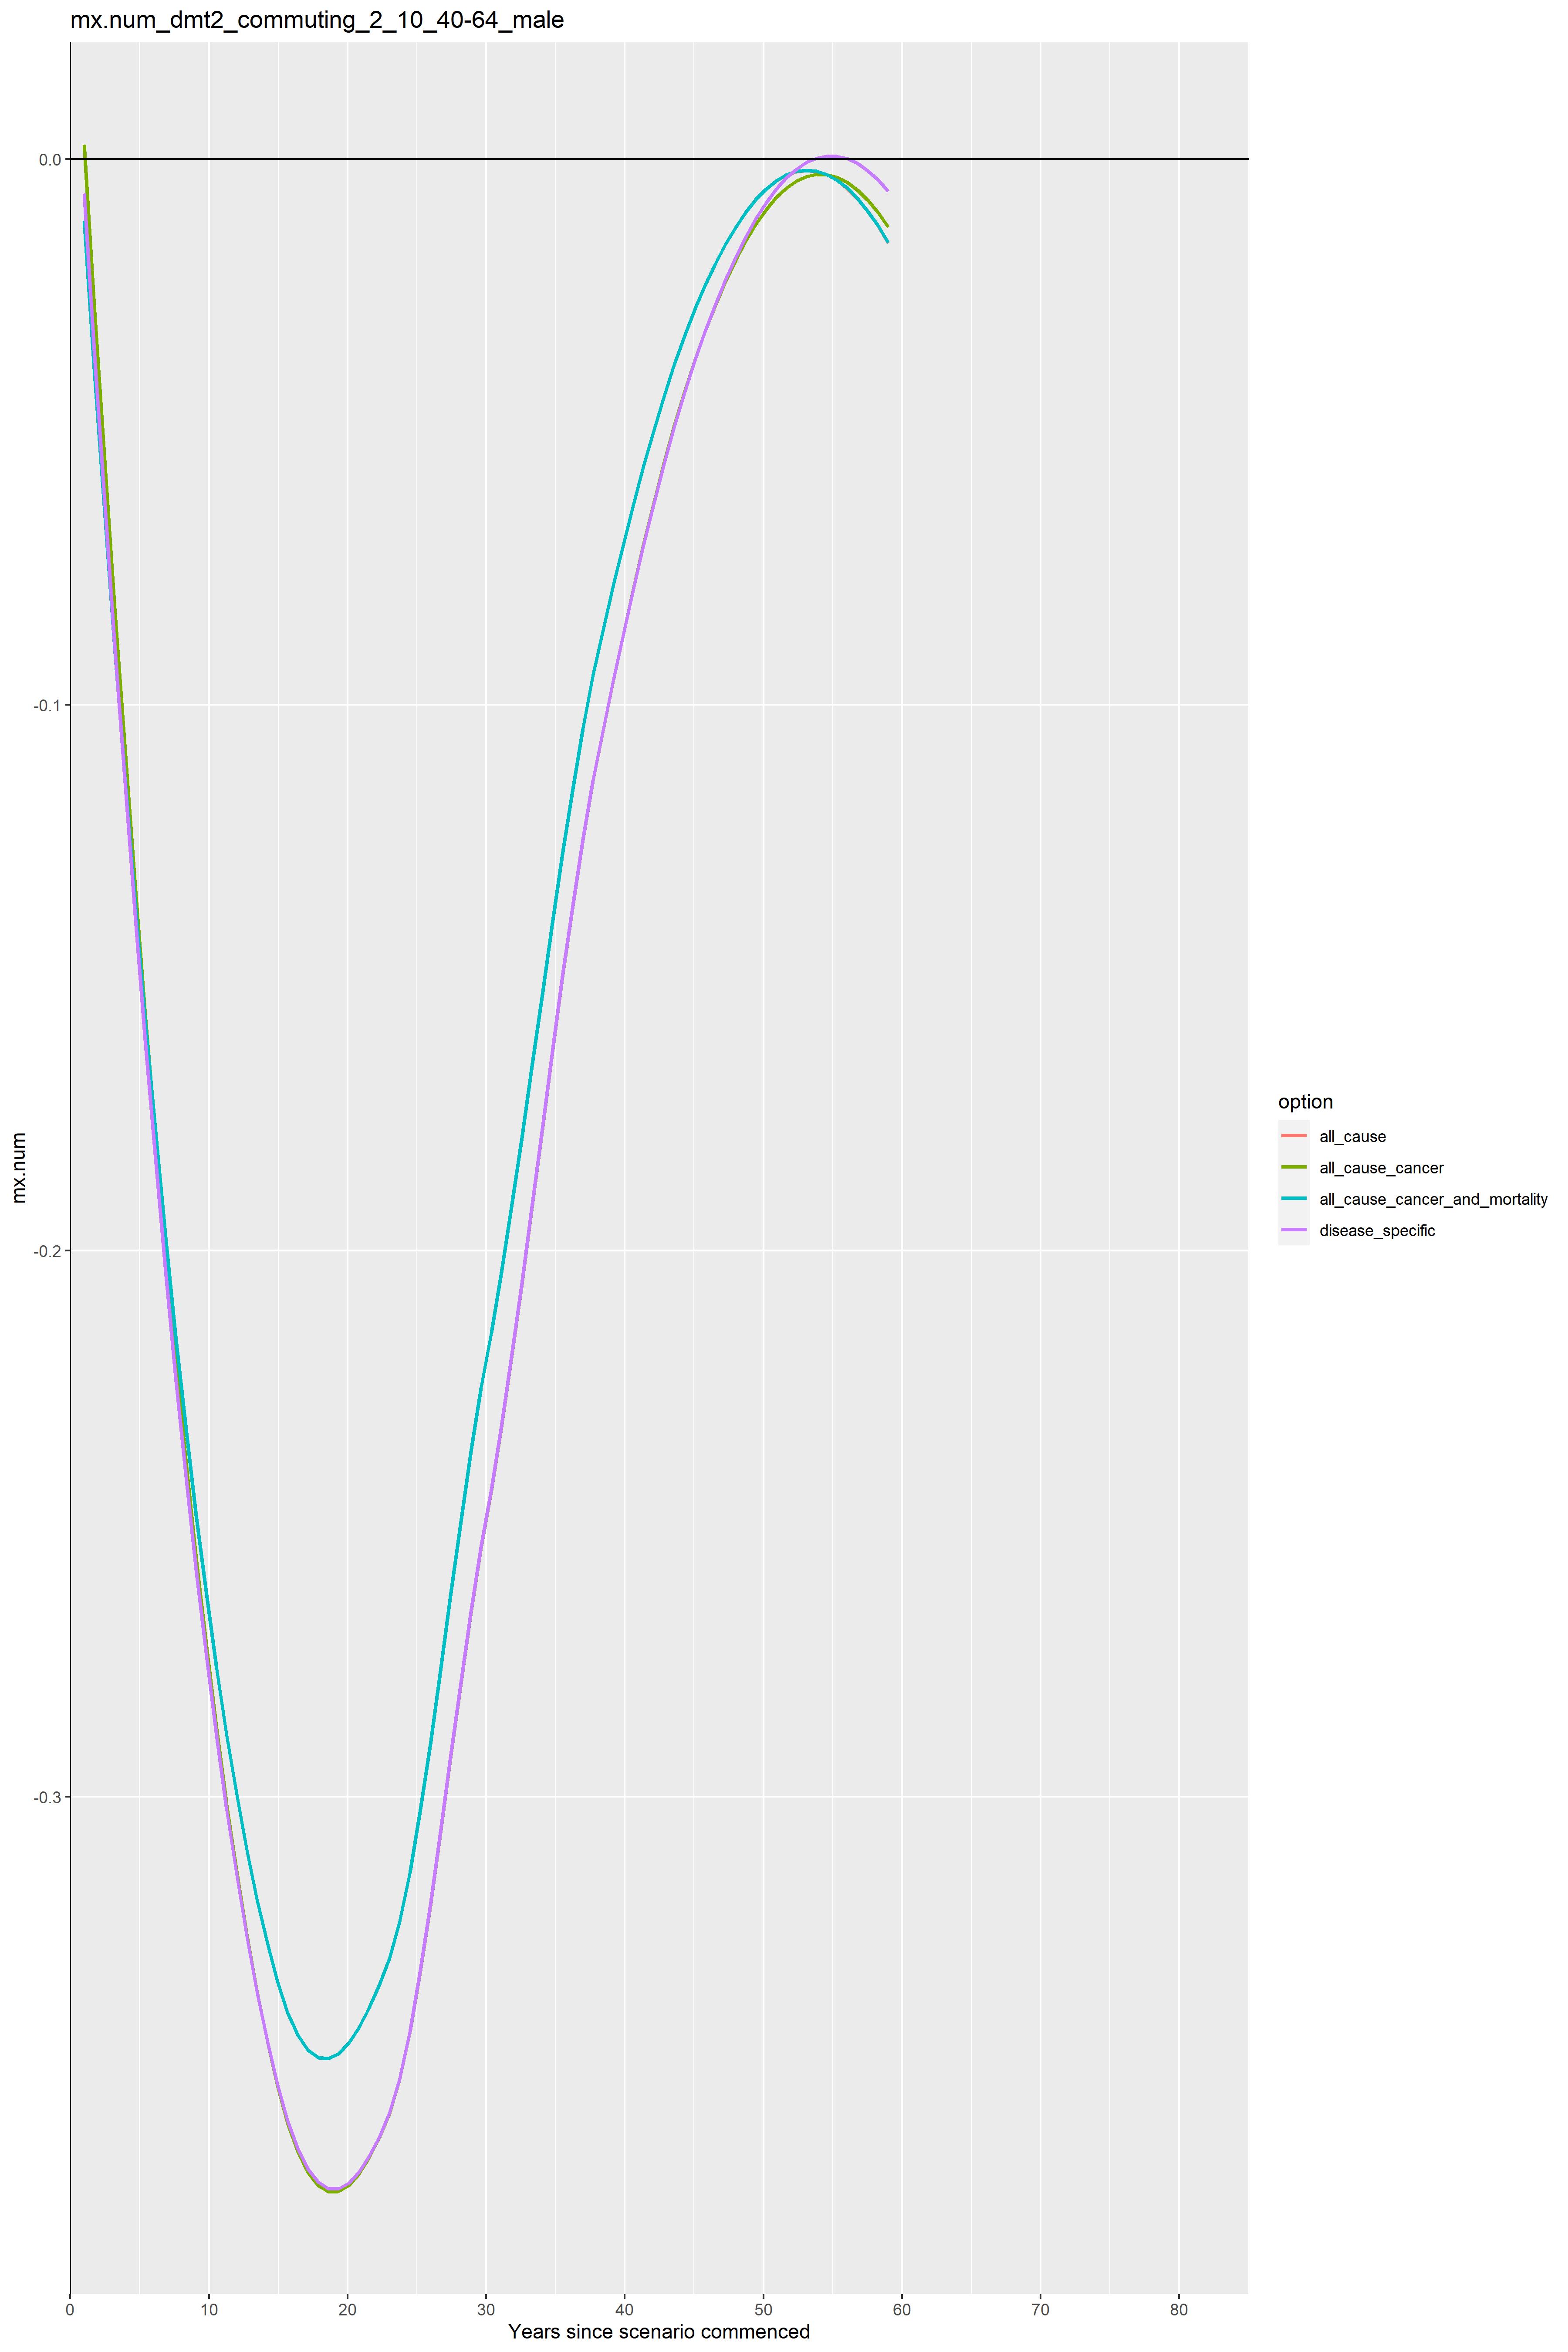 mx.num_dmt2_commuting_2_10_40-64_male
0.0
-0.1
-0.2
-0.3
mx.num
0 10 20 30 40 50 60 70 80
Years since scenario commenced
option
all_cause
all_cause_cancer
all_cause_cancer_and_mortality
disease_specific